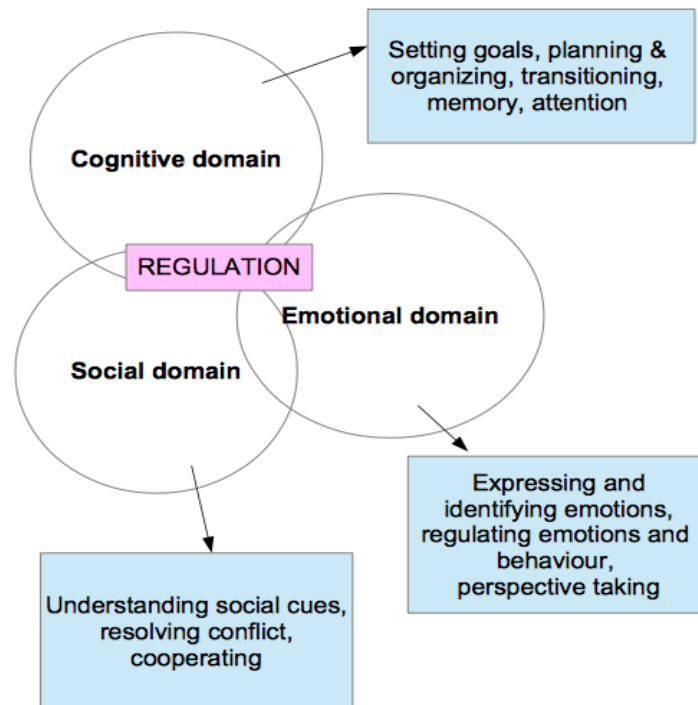 Setting goals, planning &
organizing, transitioning,
memory, attention
Cognitive domain
REGULATION
Emotional domain
Social domain
Expressing and
identifying emotions,
regulating emotions and
behaviour,
perspective taking
Understanding social cues,
resolving conflict,
cooperating